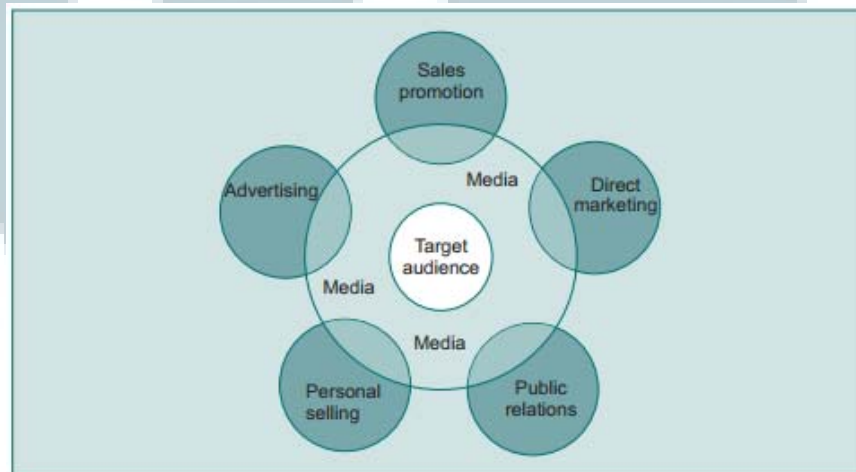 Sales
promotion
Advertising
Media
Direct
marketing
Target
audience
Media
Media
Personal
selling
Public
relations